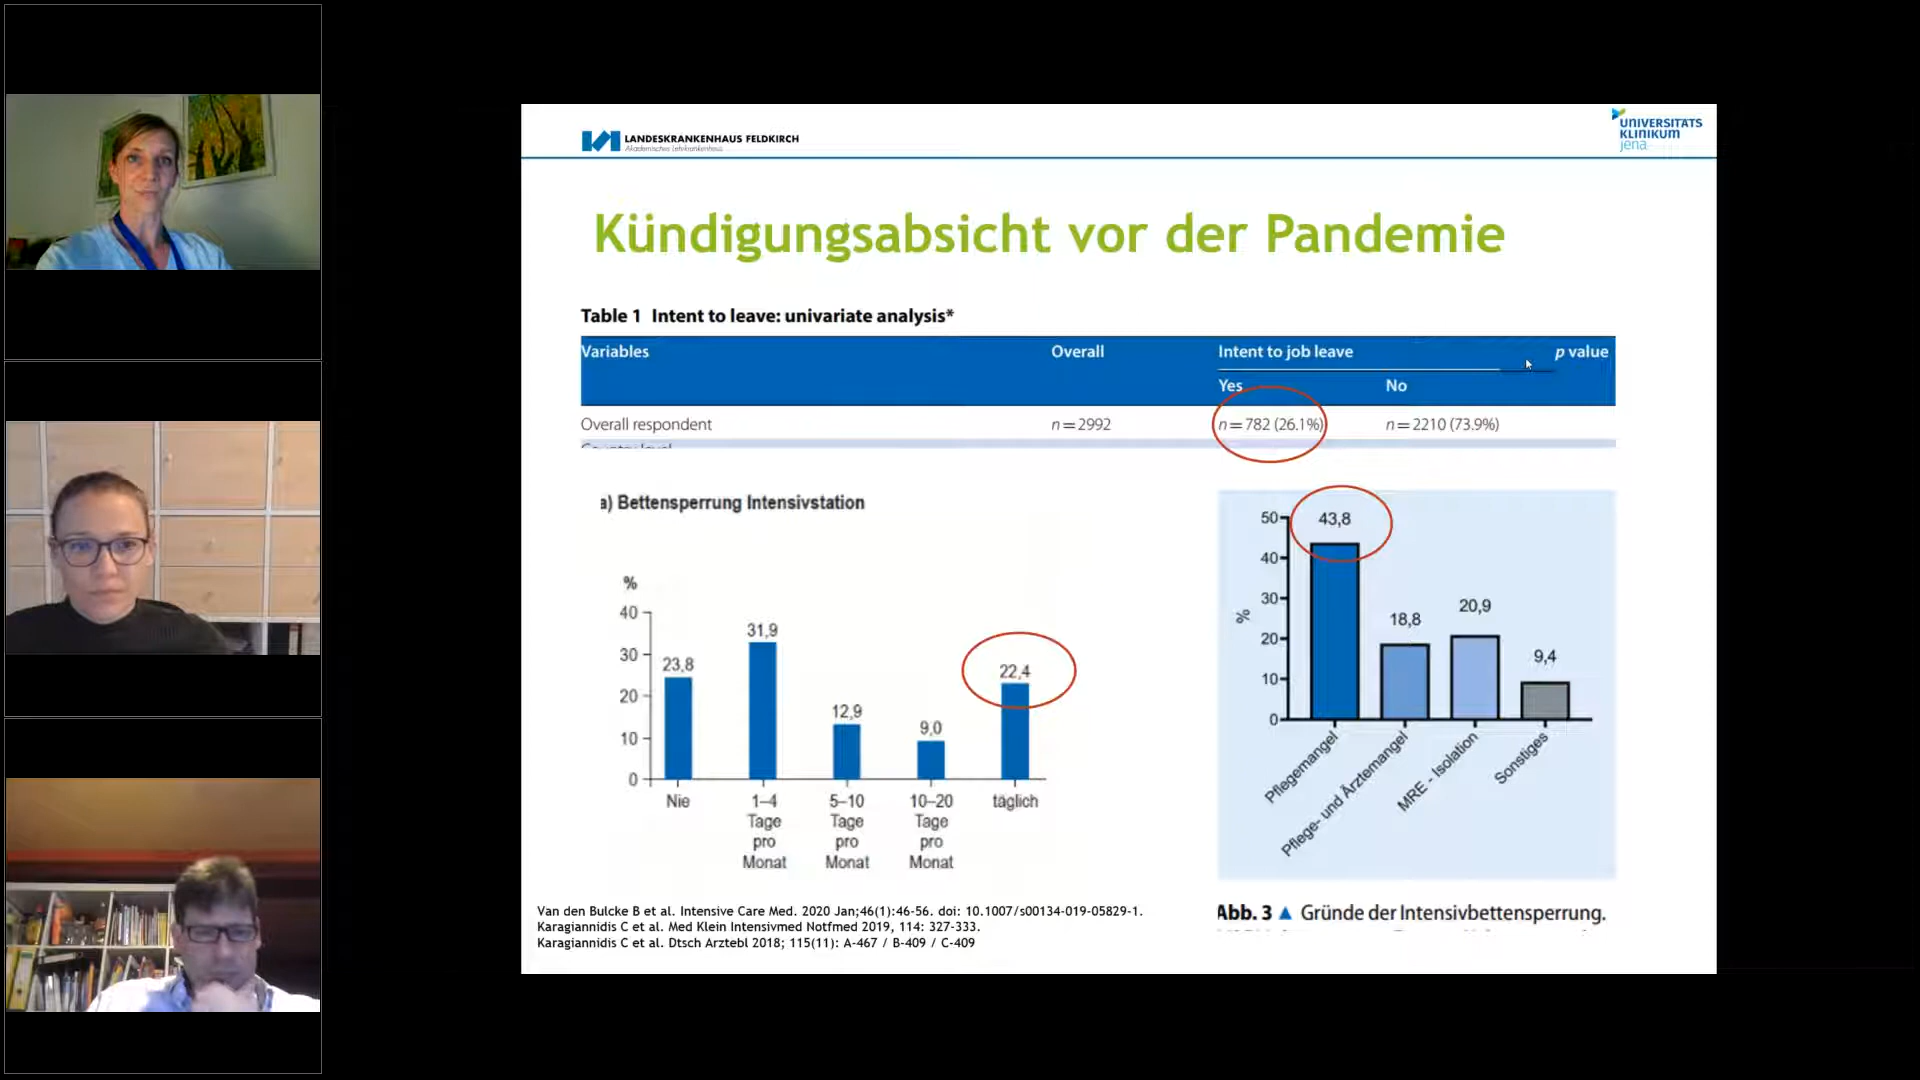 LANDESKRANKENHAUS FELDKIRCH
Akademisches Lehrkrankenhaus
UNIVERSITÄTS
KLINIKUM
jena
Kündigungsabsicht vor der Pandemie
Table 1 Intent to leave: univariate analysis*
Variables Overall Intent to job leave p value
Yes No
Overall respondent n=2992 n=782 (26.1%) n=2210 (73.9%)
a) Bettensperrung Intensivstation
%
40
30
20
10
0
23,8
31,9
12,9
9,0
22,4
Nie
1–4
Tage
pro
Monat
5–10
Tage
pro
Monat
10–20
Tage
pro
Monat
täglich
%
50
40
30
20
10
0
43,8
18,8
20,9
9,4
Pflegemangel
Pflege- und Ärztemangel
MRE - Isolation
Sonstiges
Abb. 3 ▲ Gründe der Intensivbettensperrung.
Van den Bulcke B et al. Intensive Care Med. 2020 Jan;46(1):46-56. doi: 10.1007/s00134-019-05829-1.
Karagiannidis C et al. Med Klein Intensivmed Notfmed 2019, 114: 327-333.
Karagiannidis C et al. Dtsch Arztebl 2018; 115(11): A-467 / B-409 / C-409